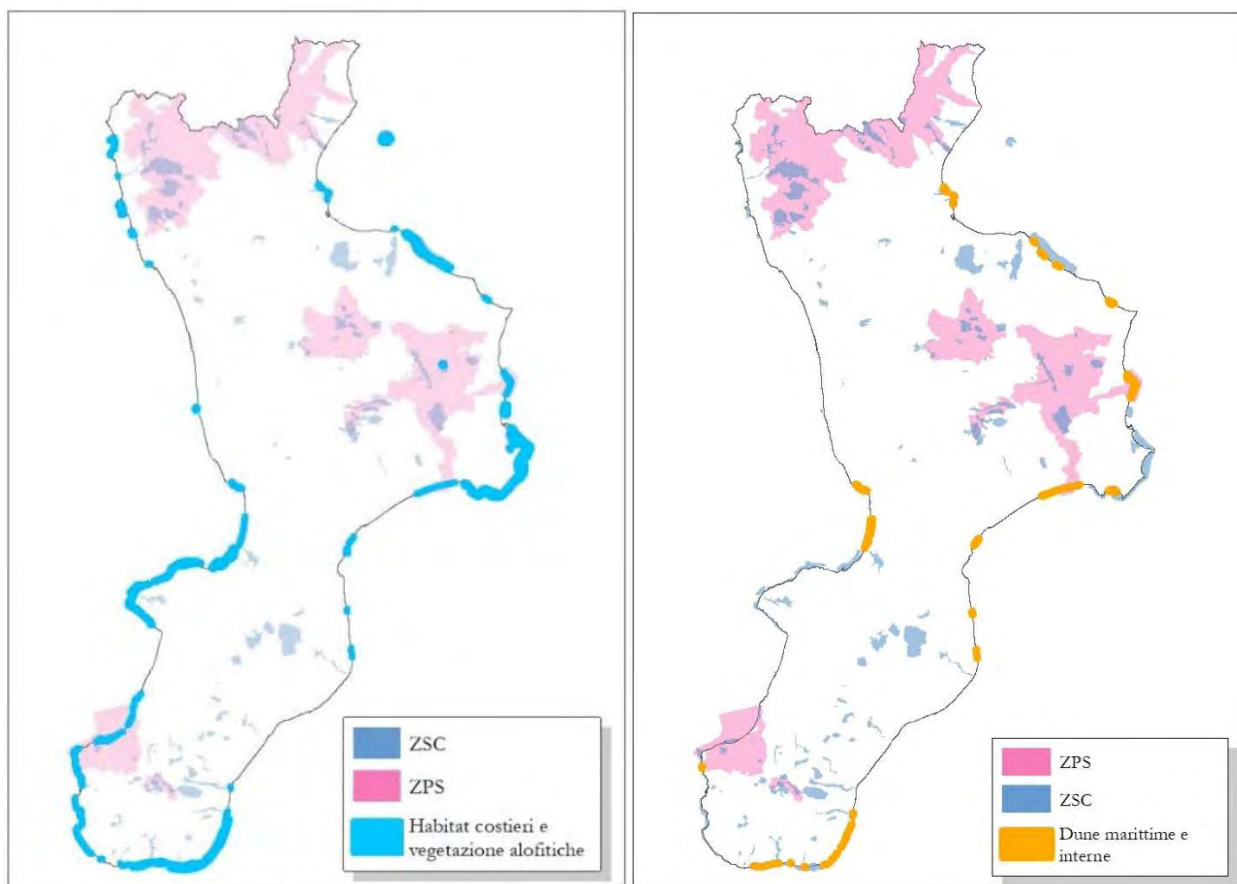 ZSC
ZPS
Habitat costieri e
vegetazione alofitiche
ZPS
ZSC
Dune marittime e
interne